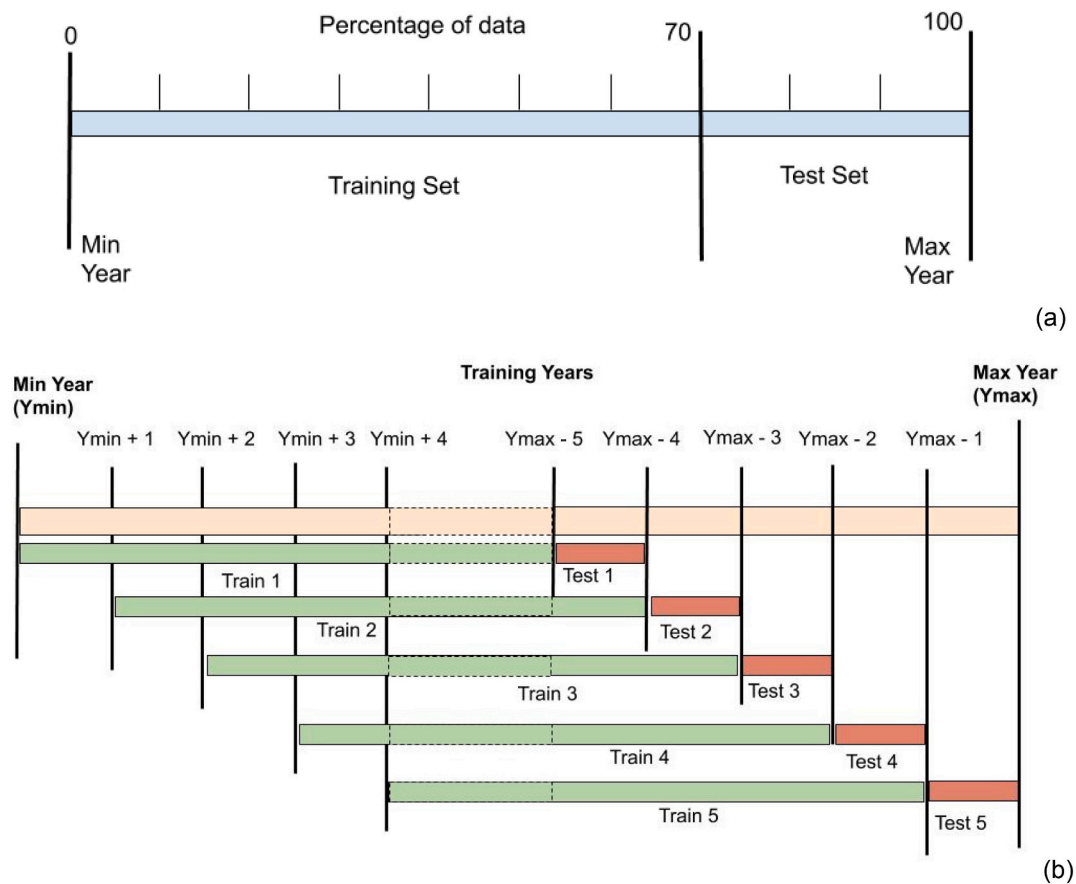 0
Percentage of data
70
100
Training Set
Test Set
Min
Year
Max
Year
(a)
Min Year
(Ymin)
Training Years
Max Year
(Ymax)
Ymin + 1
Ymin + 2
Ymin + 3
Ymin + 4
Ymax - 5
Ymax - 4
Ymax - 3
Ymax - 2
Ymax - 1
Train 1
Test 1
Train 2
Test 2
Train 3
Test 3
Train 4
Test 4
Train 5
Test 5
(b)